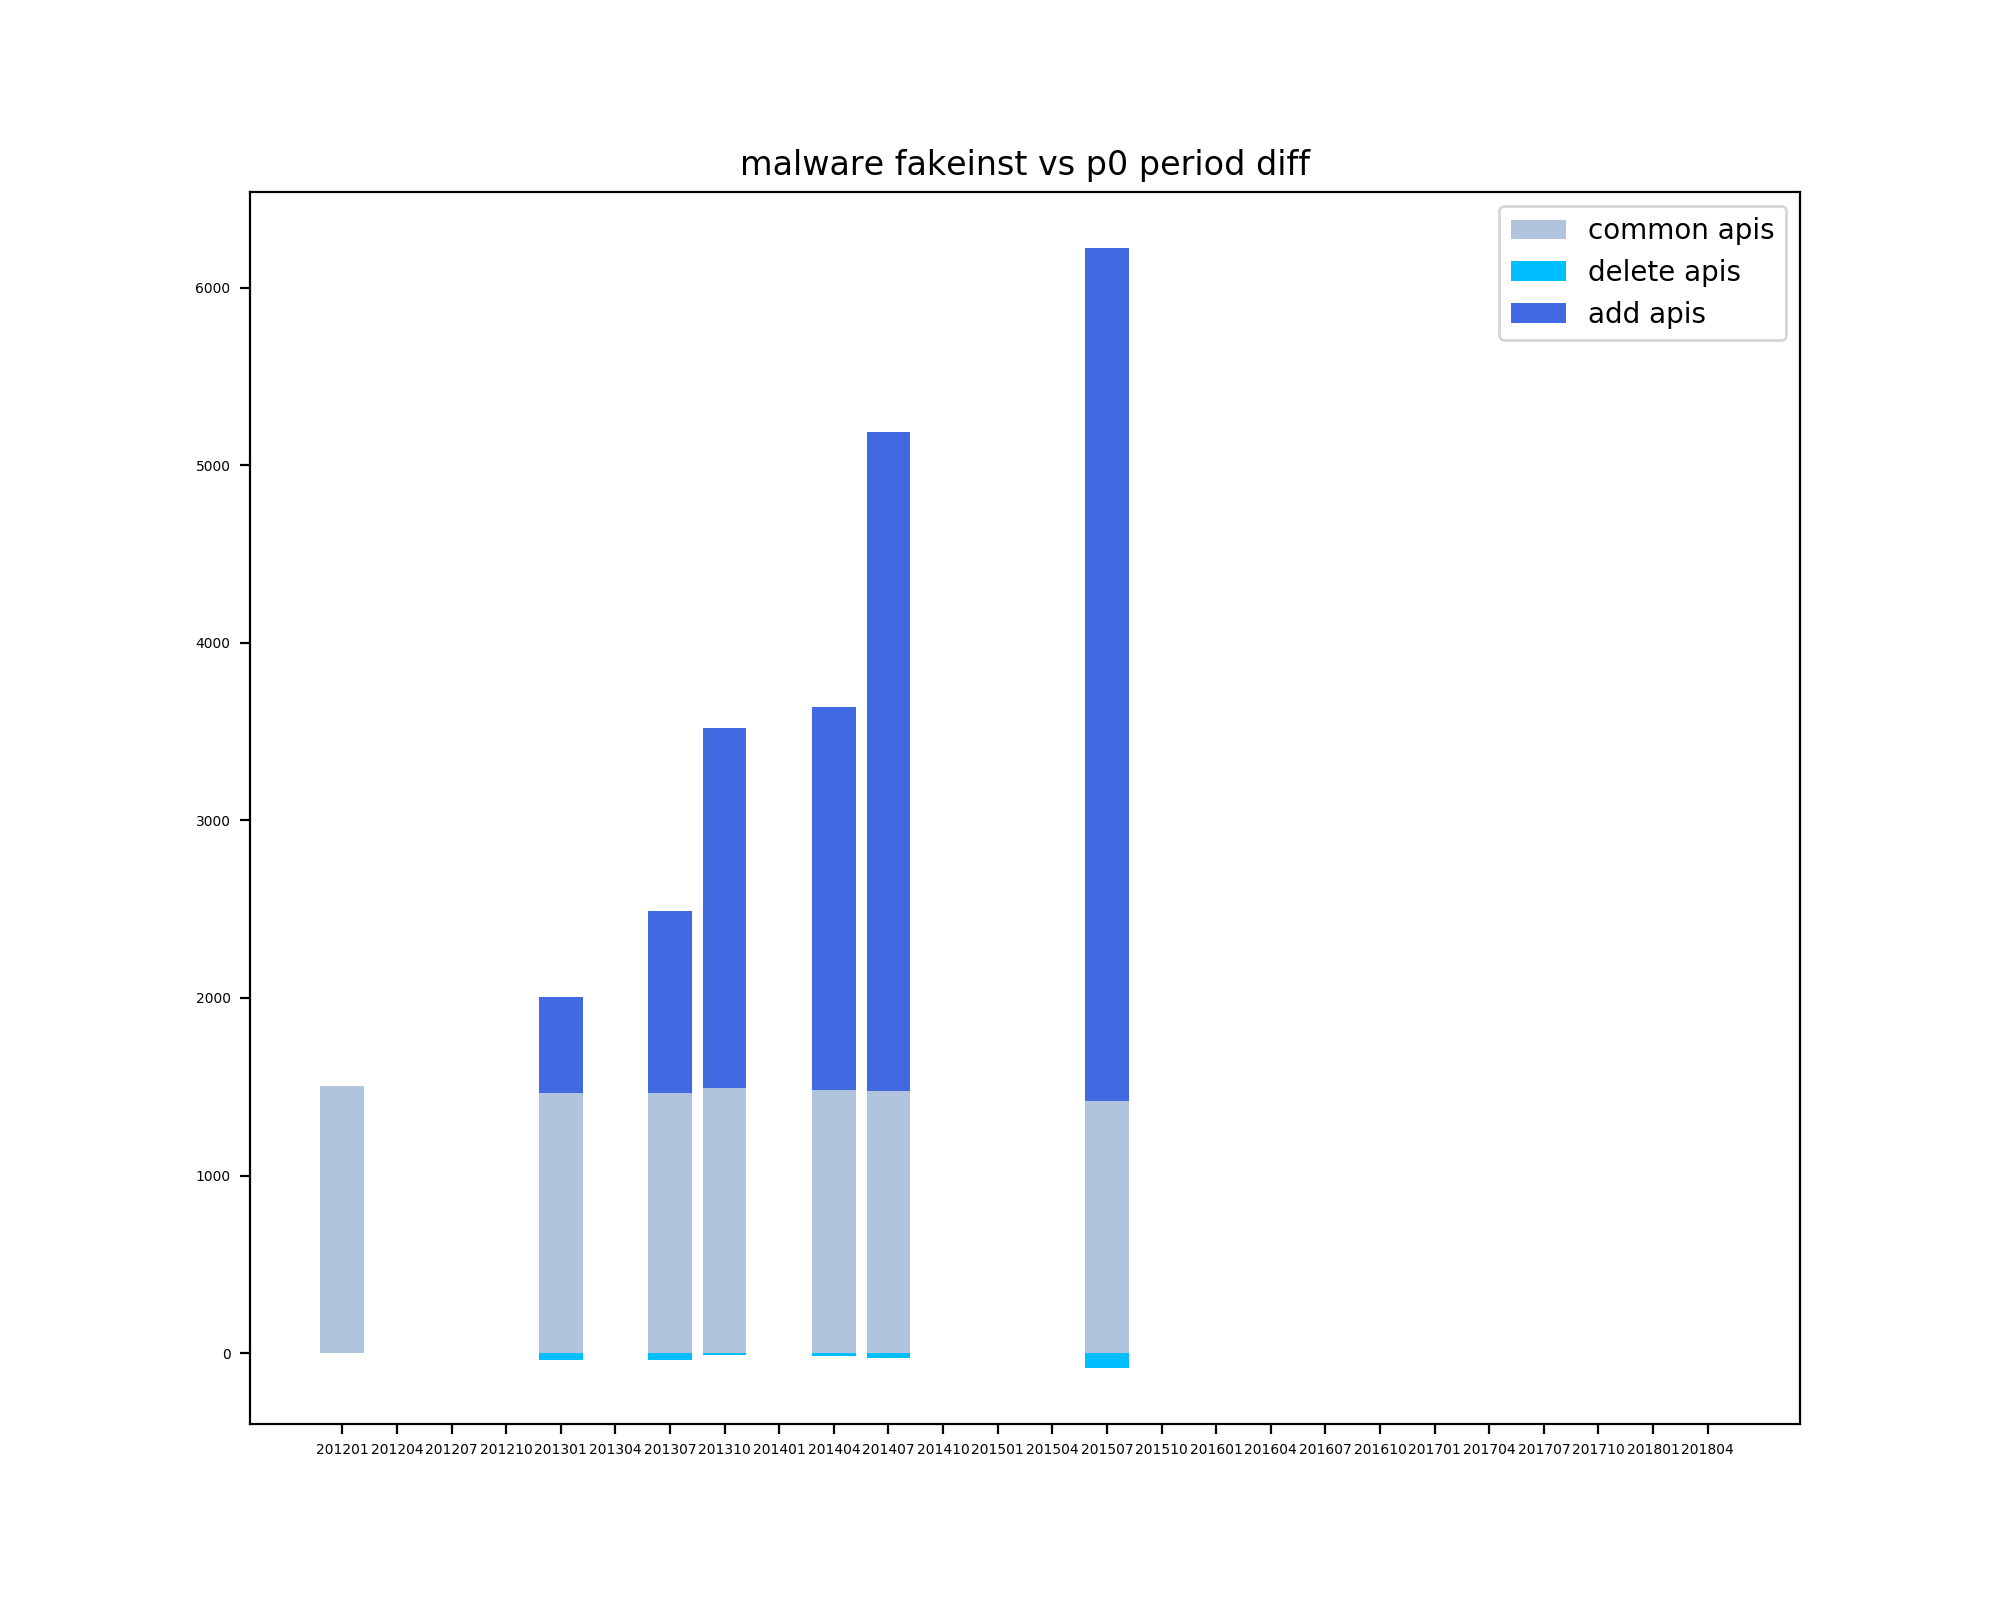 malware fakeinst vs p0 period diff
common apis
delete apis
add apis
6000
5000
4000
3000
2000
1000
0
201201 201204 201207 201210 201301 201304 201307 201310 201401 201404 201407 201410 201501 201504 201507 201510 201601 201604 201607 201610 201701 201704 201707 201710 201801 201804